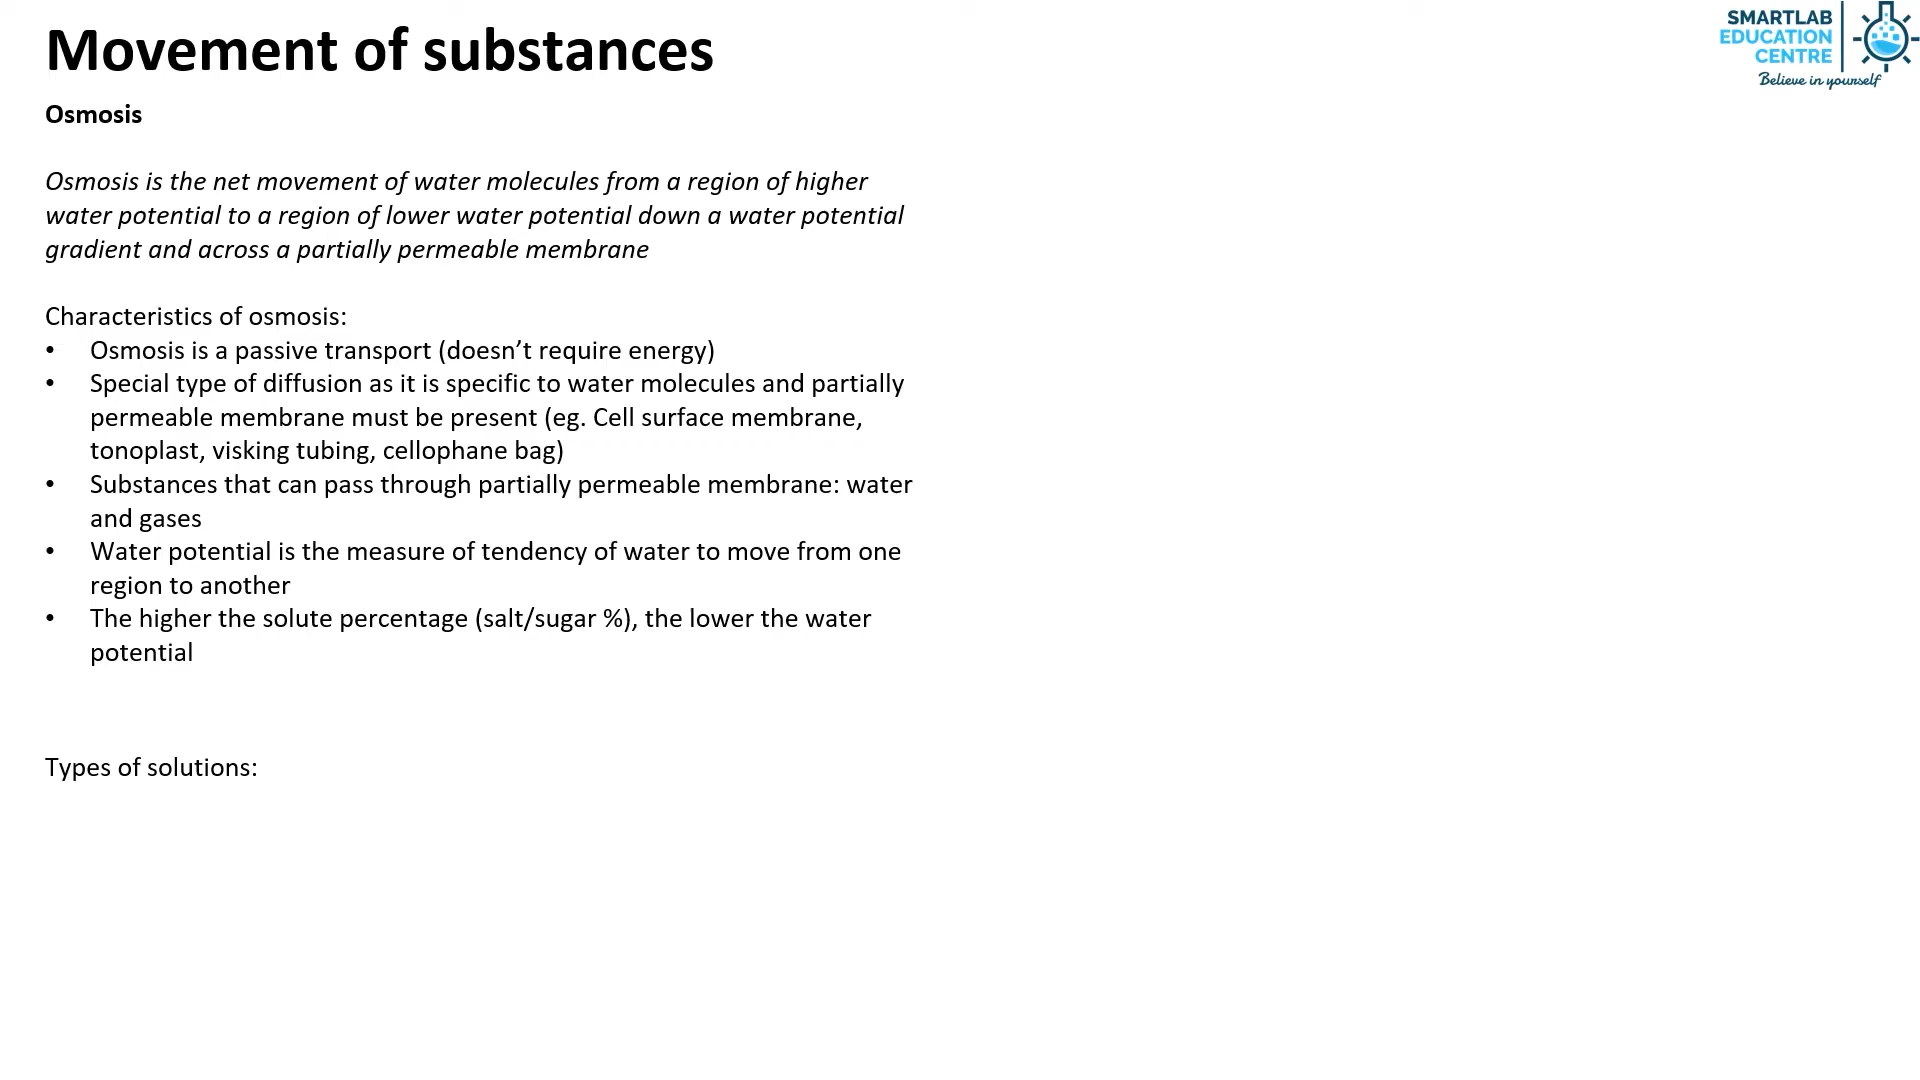 Movement of substances
SMARTLAB
EDUCATION
CENTRE
Believe in yourself
Osmosis
Osmosis is the net movement of water molecules from a region of higher
water potential to a region of lower water potential down a water potential
gradient and across a partially permeable membrane
Characteristics of osmosis:
• Osmosis is a passive transport (doesn’t require energy)
• Special type of diffusion as it is specific to water molecules and partially
permeable membrane must be present (eg. Cell surface membrane,
tonoplast, visking tubing, cellophane bag)
• Substances that can pass through partially permeable membrane: water
and gases
• Water potential is the measure of tendency of water to move from one
region to another
• The higher the solute percentage (salt/sugar %), the lower the water
potential
Types of solutions: